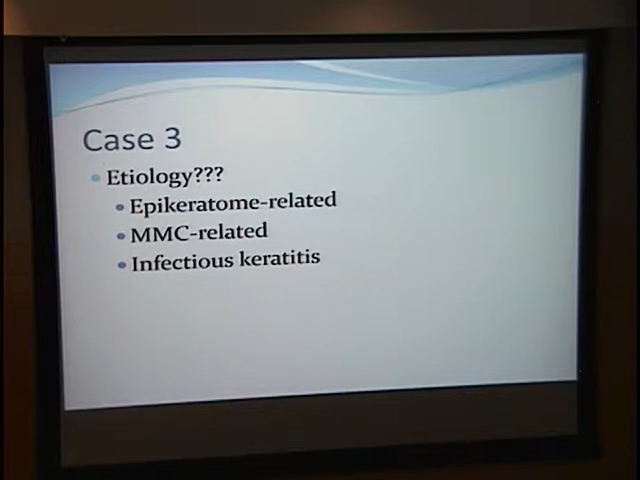 Case 3
Etiology???
Epikeratome-related
MMC-related
Infectious keratitis